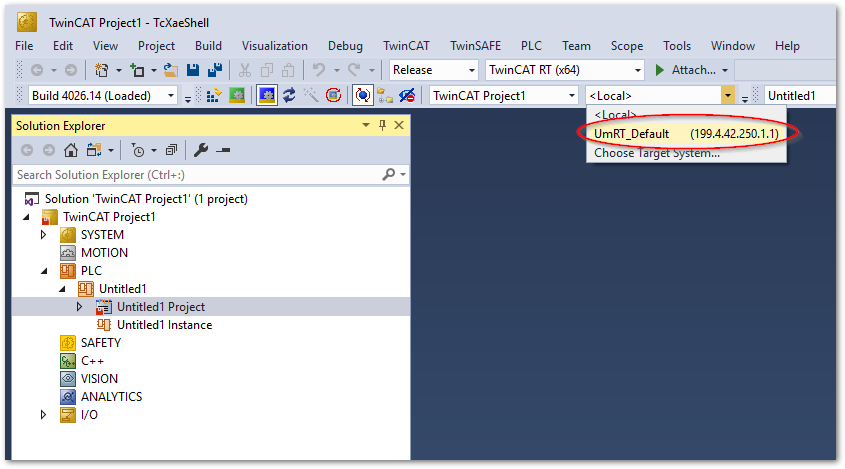 TwinCAT Project1 - TcXaeShell
File Edit View Project Build Visualization Debug TwinCAT TwinSAFE PLC Team Scope Tools Window Help
Release TwinCAT RT (x64) Attach...
Build 4026.14 (Loaded) TwinCAT Project1 <Local> Untitled1
<Local>
UmRT_Default (199.4.42.250.1.1)
Choose Target System...
Solution Explorer
Search Solution Explorer (Ctrl+:)
Solution 'TwinCAT Project1' (1 project)
TwinCAT Project1
SYSTEM
MOTION
PLC
Untitled1
Untitled1 Project
Untitled1 Instance
SAFETY
C++
VISION
ANALYTICS
I/O